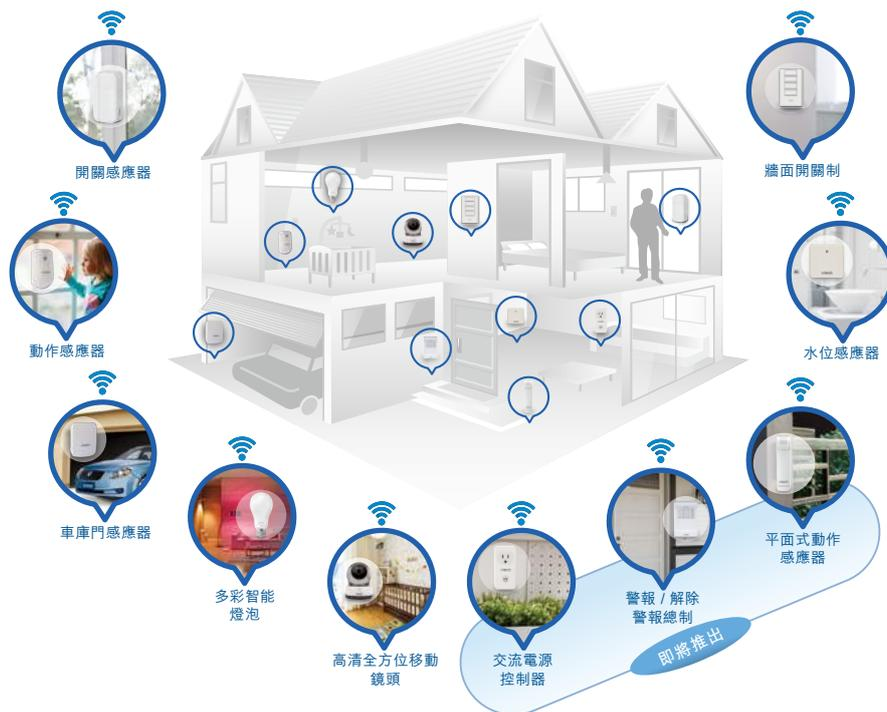 開關感應器
牆面開關制
動作感應器
水位感應器
車庫門感應器
多彩智能
燈泡
高清全方位移動
鏡頭
交流電源
控制器
警報 / 解除
警報總制
平面式動作
感應器
即將推出